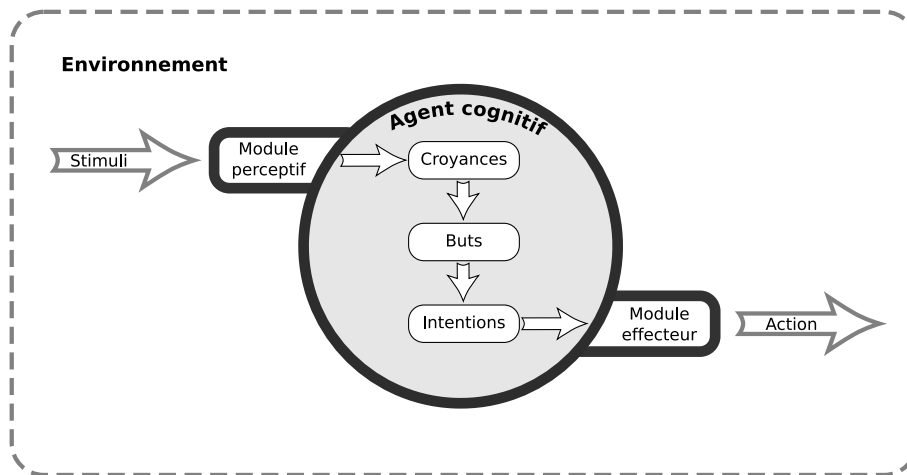 Environnement
Agent cognitif
Stimuli
Module
perceptif
Croyances
Buts
Intentions
Module
effecteur
Action